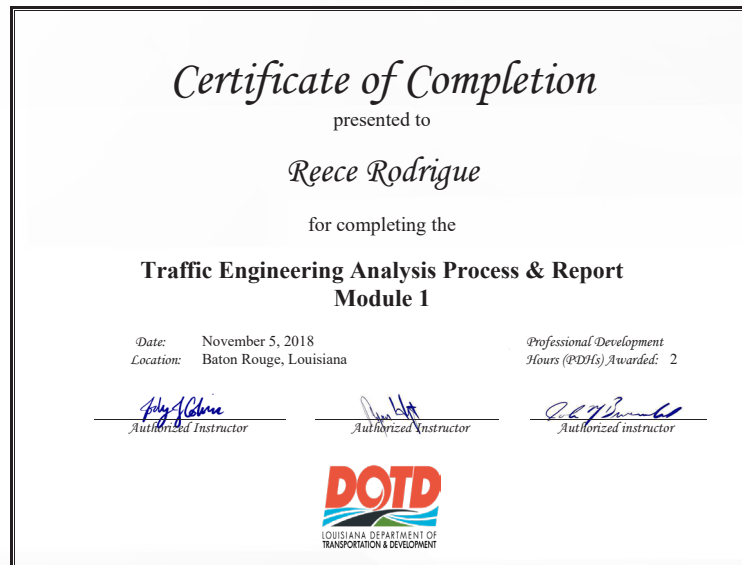 Certificate of Completion
presented to
Reece Rodrigue
for completing the
Traffic Engineering Analysis Process & Report
Module 1
Date: November 5, 2018
Location: Baton Rouge, Louisiana
Professional Development
Hours (PDHs) Awarded: 2
Authorized Instructor
Authorized Instructor
Authorized instructor
DOTD
LOUISIANA DEPARTMENT OF
TRANSPORTATION & DEVELOPMENT